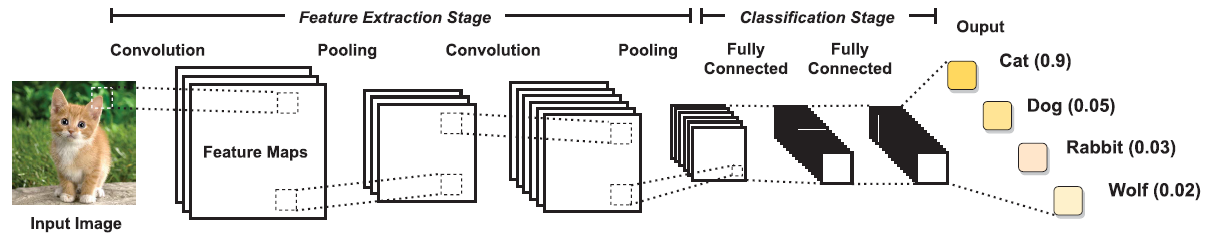 Feature Extraction Stage
Classification Stage
Ouput
Convolution
Pooling
Convolution
Pooling
Fully
Connected
Fully
Connected
Cat (0.9)
Dog (0.05)
Rabbit (0.03)
Wolf (0.02)
Feature Maps
Input Image